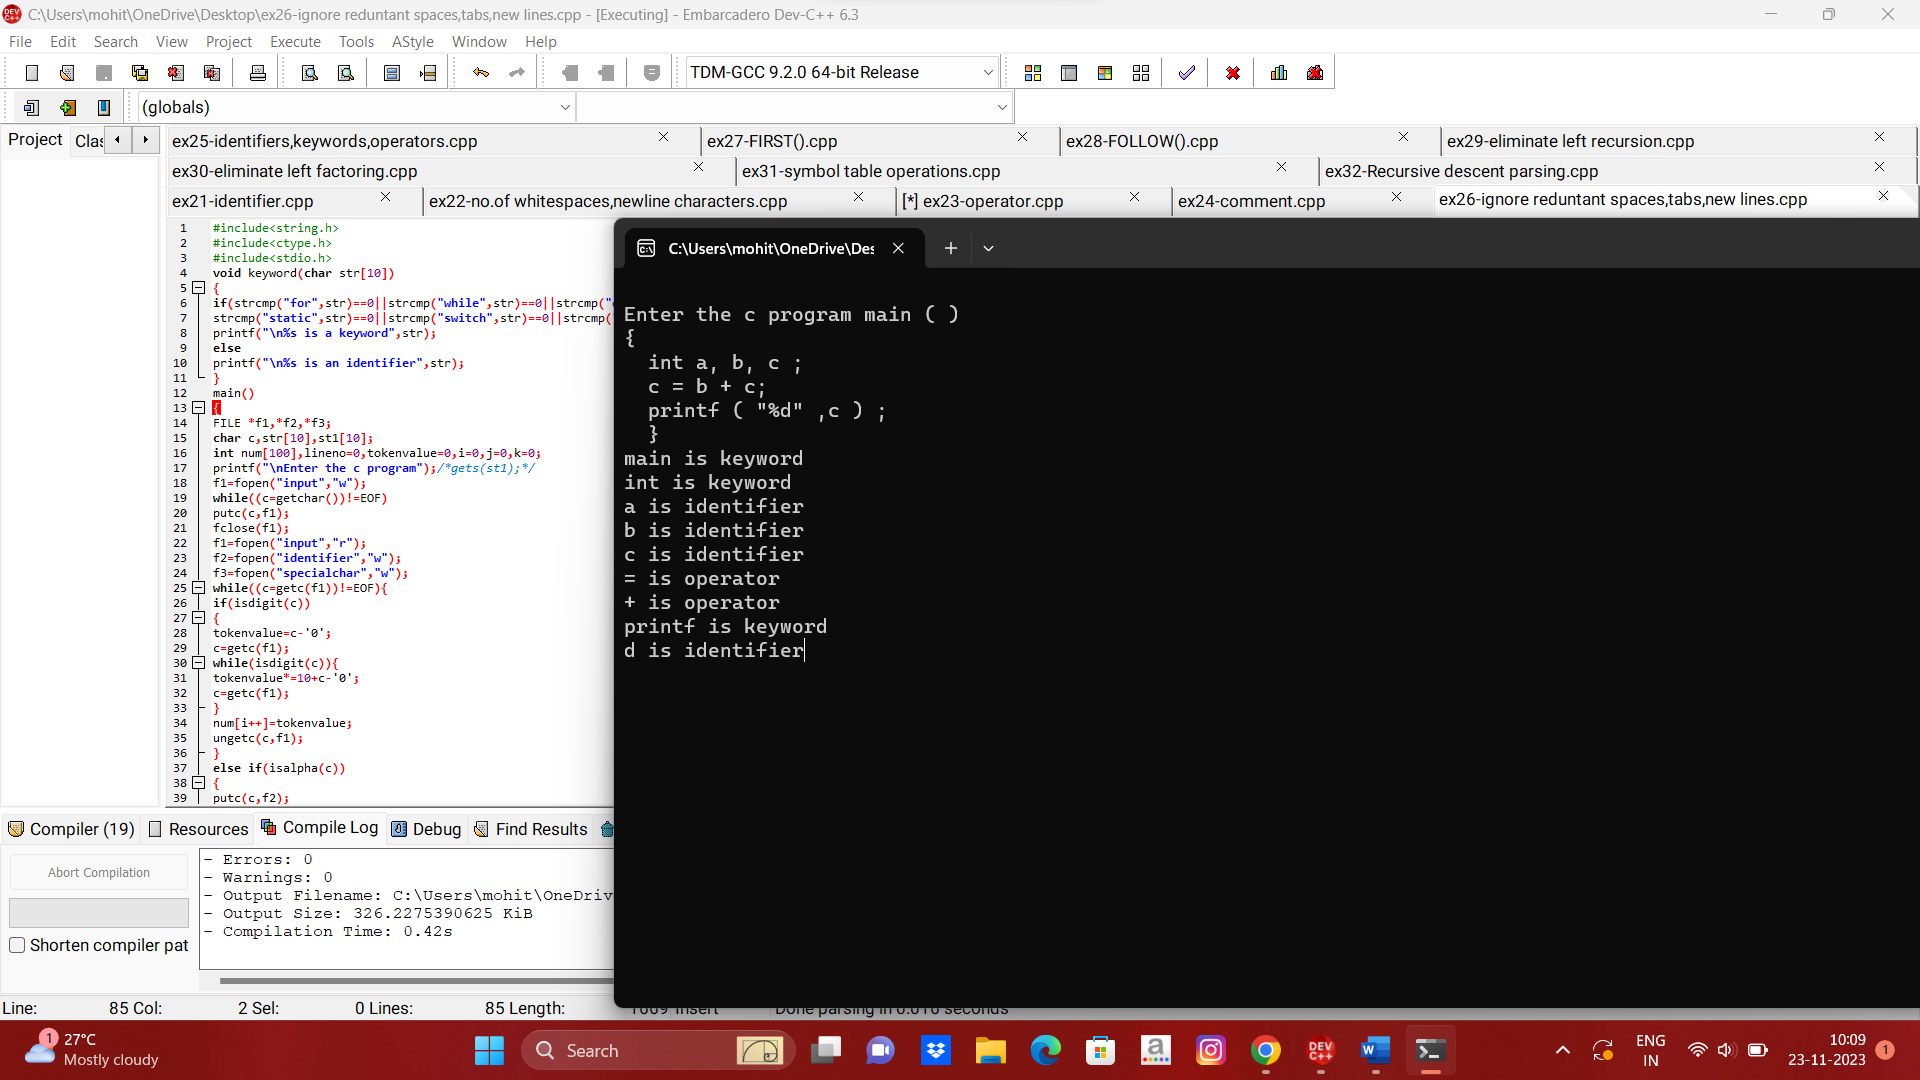 C:\Users\mohit\OneDrive\Desktop\ex26-ignore reduntant spaces,tabs,new lines.cpp - [Executing] - Embarcadero Dev-C++ 6.3
File Edit Search View Project Execute Tools AStyle Window Help
TDM-GCC 9.2.0 64-bit Release
(globals)
Project Clas
ex25-identifiers,keywords,operators.cpp ex27-FIRST().cpp ex28-FOLLOW().cpp ex29-eliminate left recursion.cpp
ex30-eliminate left factoring.cpp ex31-symbol table operations.cpp ex32-Recursive descent parsing.cpp
ex21-identifier.cpp ex22-no.of whitespaces,newline characters.cpp [*] ex23-operator.cpp ex24-comment.cpp ex26-ignore reduntant spaces,tabs,new lines.cpp
1 #include<string.h>
2 #include<ctype.h>
3 #include<stdio.h>
4 void keyword(char str[10])
5 {
6 if(strcmp("for",str)==0||strcmp("while",str)==0||strcmp("
7 strcmp("static",str)==0||strcmp("switch",str)==0||strcmp(
8 printf("\n%s is a keyword",str);
9 else
10 printf("\n%s is an identifier",str);
11 }
12 main()
13 {
14 FILE *f1,*f2,*f3;
15 char c,str[10],st1[10];
16 int num[100],lineno=0,tokenvalue=0,i=0,j=0,k=0;
17 printf("\nEnter the c program");/*gets(st1);*/
18 f1=fopen("input","w");
19 while((c=getchar())!=EOF)
20 putc(c,f1);
21 fclose(f1);
22 f1=fopen("input","r");
23 f2=fopen("identifier","w");
24 f3=fopen("specialchar","w");
25 while((c=getc(f1))!=EOF){
26 if(isdigit(c))
27 {
28 tokenvalue=c-'0';
29 c=getc(f1);
30 while(isdigit(c)){
31 tokenvalue*=10+c-'0';
32 c=getc(f1);
33 }
34 num[i++]=tokenvalue;
35 ungetc(c,f1);
36 }
37 else if(isalpha(c))
38 {
39 putc(c,f2);
C:\Users\mohit\OneDrive\Des
Enter the c program main ( )
{
int a, b, c ;
c = b + c;
printf ( "%d" ,c ) ;
}
main is keyword
int is keyword
a is identifier
b is identifier
c is identifier
= is operator
+ is operator
printf is keyword
d is identifier
Compiler (19) Resources Compile Log Debug Find Results
Abort Compilation
Shorten compiler pat
- Errors: 0
- Warnings: 0
- Output Filename: C:\Users\mohit\OneDriv
- Output Size: 326.2275390625 KiB
- Compilation Time: 0.42s
Line: 85 Col: 2 Sel: 0 Lines: 85 Length: Insert Done parsing in 0.016 seconds
1 27°C
Mostly cloudy
Search
DEV C++
ENG
IN
10:09
23-11-2023
1